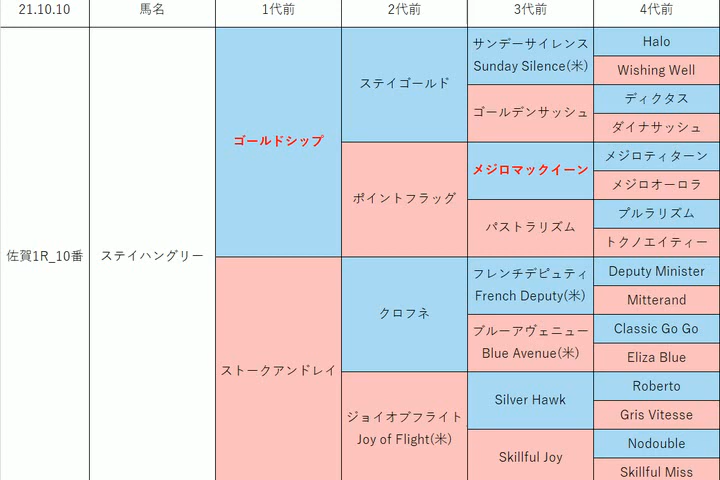 21.10.10 馬名 1代前 2代前 3代前 4代前
佐賀1R_10番
ステイハングリー
ゴールドシップ
ストークアンドレイ
ステイゴールド
ポイントフラッグ
クロフネ
ジョイオブフライト
Joy of Flight(米)
サンデーサイレンス
Sunday Silence(米)
ゴールデンサッシュ
メジロマックイーン
パストラリズム
フレンチデピュティ
French Deputy(米)
ブルーアヴェニュー
Blue Avenue(米)
Silver Hawk
Skillful Joy
Halo
Wishing Well
ディクタス
ダイナサッシュ
メジロティターン
メジロオーロラ
プルラリズム
トクノエイティー
Deputy Minister
Mitterand
Classic Go Go
Eliza Blue
Roberto
Gris Vitesse
Nodouble
Skillful Miss